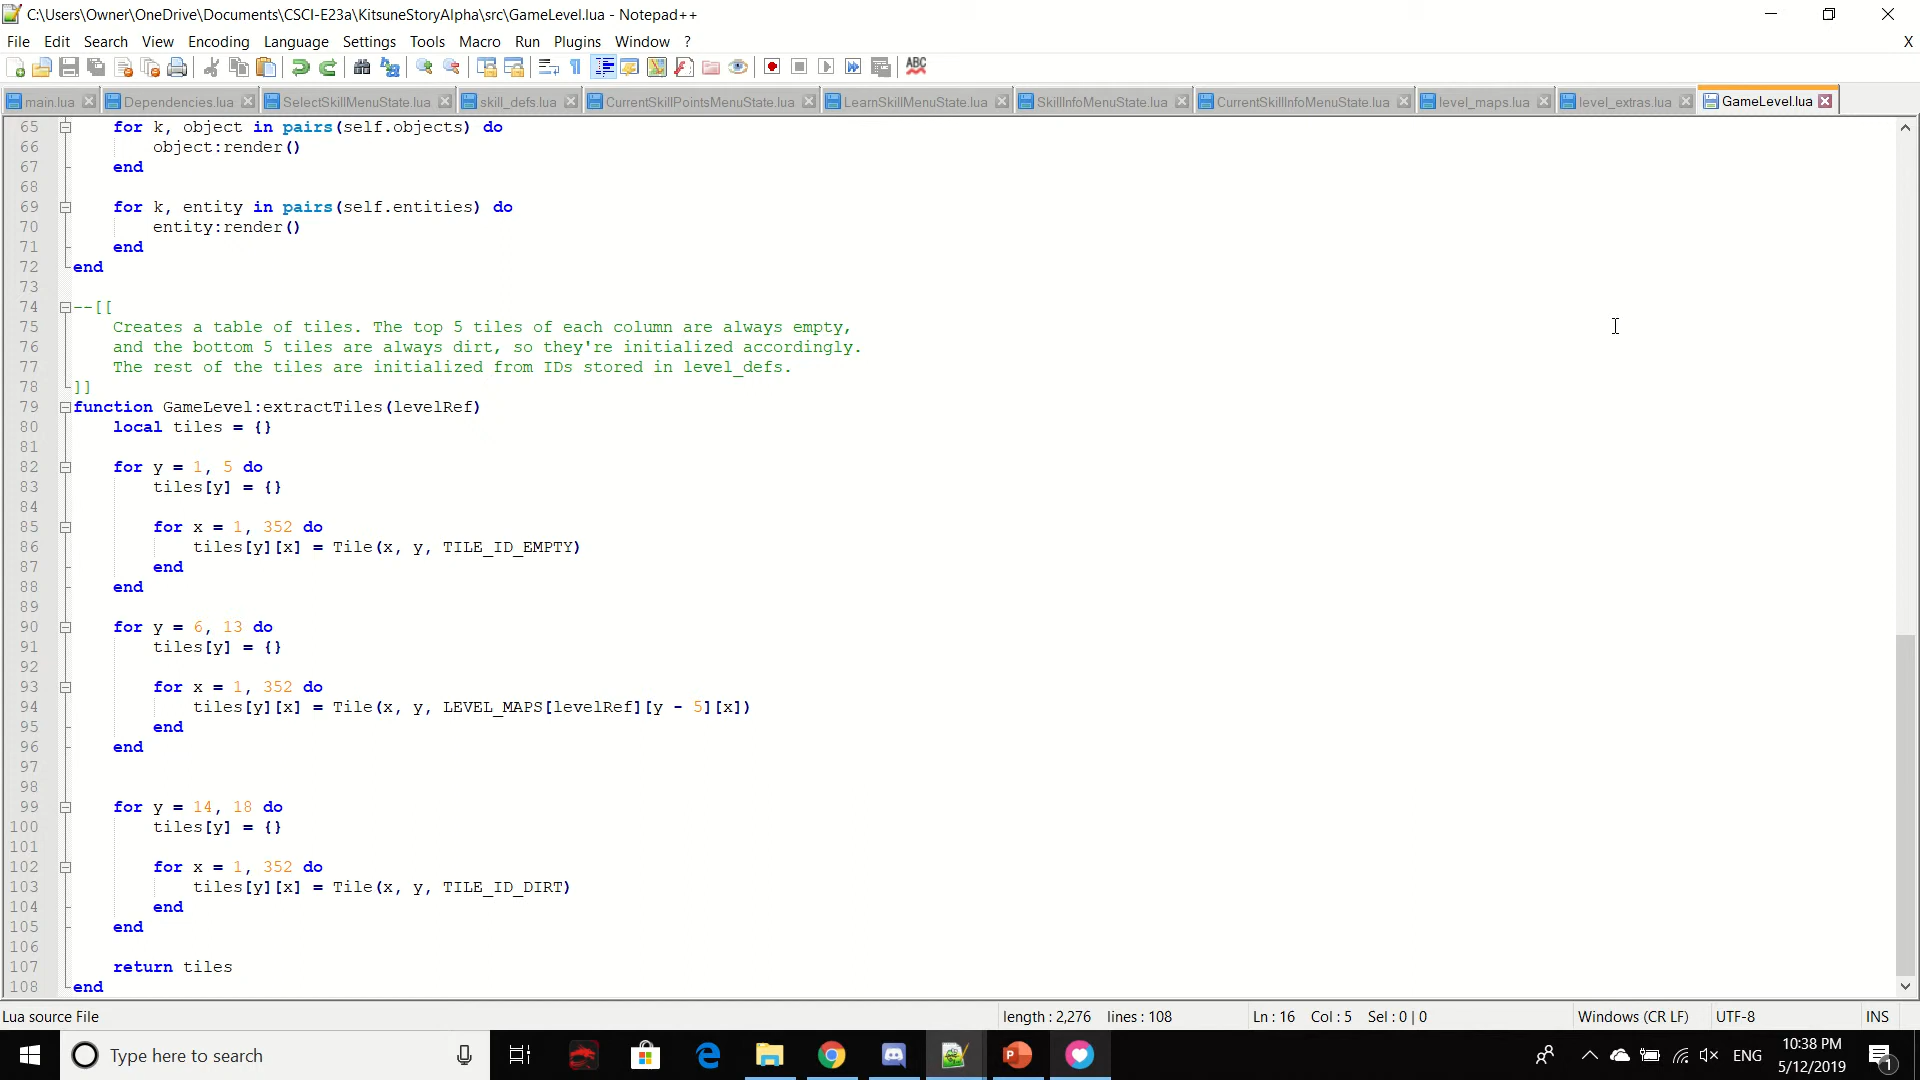 C:\Users\Owner\OneDrive\Documents\CSCI-E23a\KitsuneStoryAlpha\src\GameLevel.lua - Notepad++
File Edit Search View Encoding Language Settings Tools Macro Run Plugins Window ? X
ABC
main.lua Dependencies.lua SelectSkillMenuState.lua skill_defs.lua CurrentSkillPointsMenuState.lua LearnSkillMenuState.lua SkillInfoMenuState.lua CurrentSkillInfoMenuState.lua level_maps.lua level_extras.lua GameLevel.lua
65 for k, object in pairs(self.objects) do
66 object:render()
67 end
68
69 for k, entity in pairs(self.entities) do
70 entity:render()
71 end
72 end
73
74 --[[
75 Creates a table of tiles. The top 5 tiles of each column are always empty,
76 and the bottom 5 tiles are always dirt, so they're initialized accordingly.
77 The rest of the tiles are initialized from IDs stored in level_defs.
78 ]]
79 function GameLevel:extractTiles(levelRef)
80 local tiles = {}
81
82 for y = 1, 5 do
83 tiles[y] = {}
84
85 for x = 1, 352 do
86 tiles[y][x] = Tile(x, y, TILE_ID_EMPTY)
87 end
88 end
89
90 for y = 6, 13 do
91 tiles[y] = {}
92
93 for x = 1, 352 do
94 tiles[y][x] = Tile(x, y, LEVEL_MAPS[levelRef][y - 5][x])
95 end
96 end
97
98
99 for y = 14, 18 do
100 tiles[y] = {}
101
102 for x = 1, 352 do
103 tiles[y][x] = Tile(x, y, TILE_ID_DIRT)
104 end
105 end
106
107 return tiles
108 end
Lua source File length : 2,276 lines : 108 Ln : 16 Col : 5 Sel : 0 | 0 Windows (CR LF) UTF-8 INS
Type here to search ENG 10:38 PM
5/12/2019 1